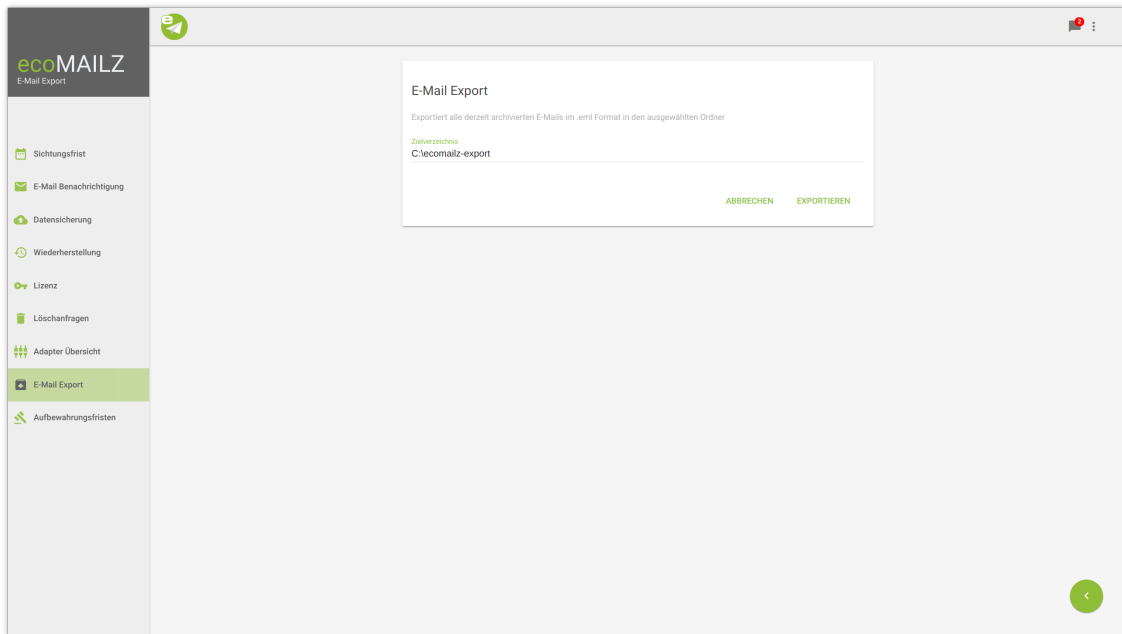 ecoMAILZ
E-Mail Export
Sichtungsfrist
E-Mail Benachrichtigung
Datensicherung
Wiederherstellung
Lizenz
Löschanfragen
Adapter Übersicht
E-Mail Export
Aufbewahrungsfristen
e
2
E-Mail Export
Exportiert alle derzeit archivierten E-Mails im .eml Format in den ausgewählten Ordner
Zielverzeichnis
C:\ecomailz-export
ABBRECHEN EXPORTIEREN